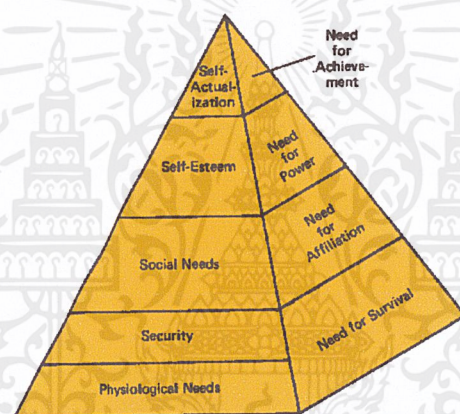 Need
for
Achieve-
ment
Self-
Actual-
ization
Need
for
Power
Self-Esteem
Need
for
Affiliation
Social Needs
Need for Survival
Security
Physiological Needs